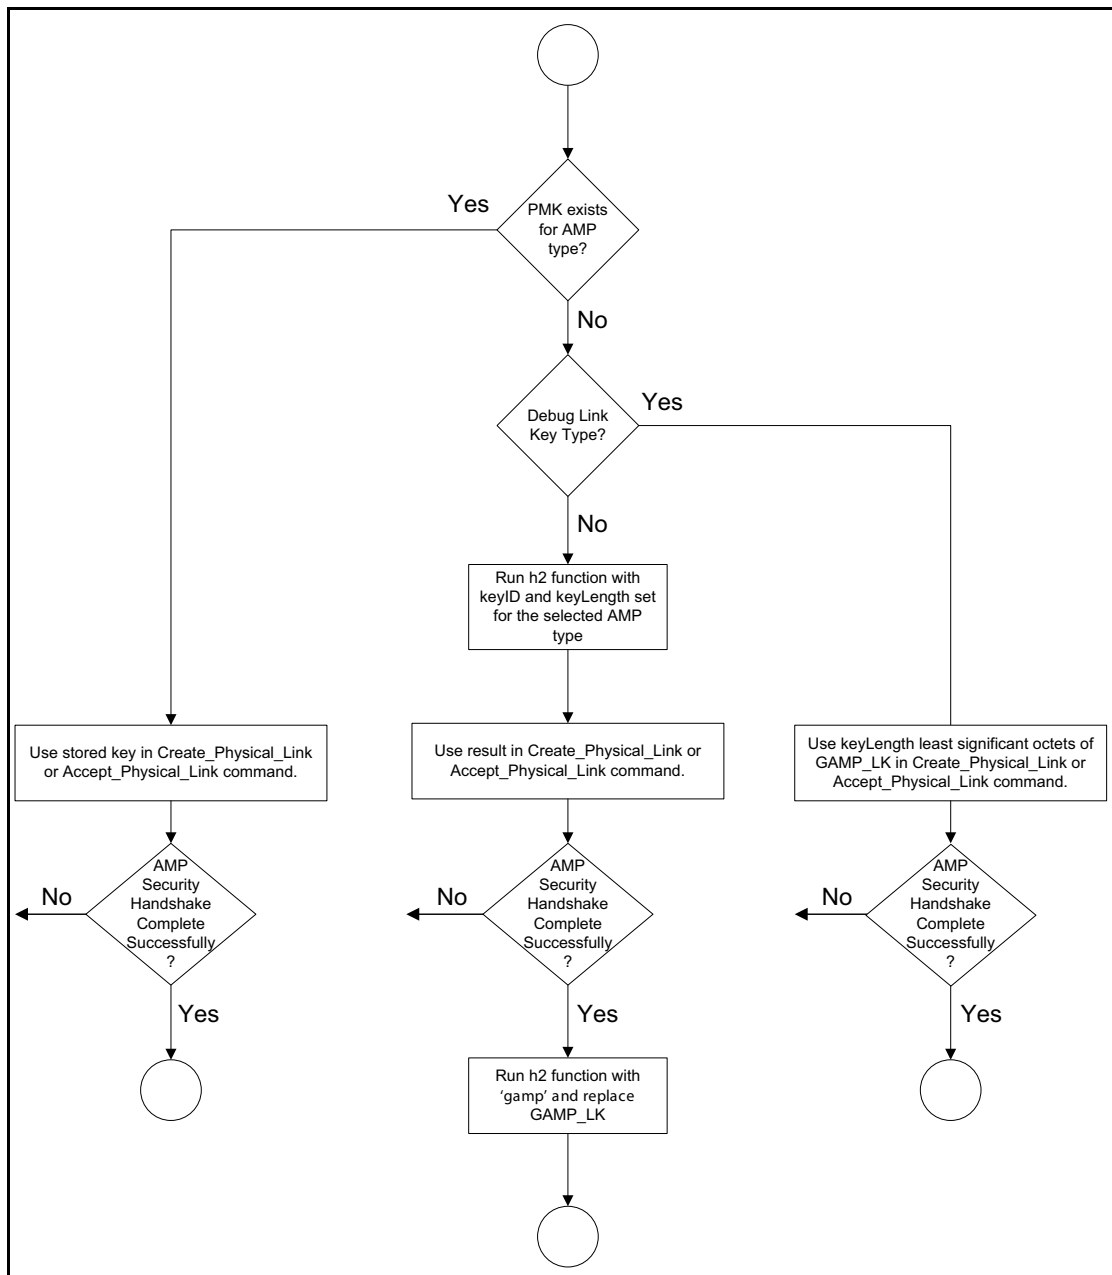 Yes
PMK exists
for AMP
type?
No
Yes
Debug Link
Key Type?
No
Run h2 function with
keyID and keyLength set
for the selected AMP
type
Use stored key in Create_Physical_Link
or Accept_Physical_Link command.
Use result in Create_Physical_Link or
Accept_Physical_Link command.
Use keyLength least significant octets of
GAMP_LK in Create_Physical_Link or
Accept_Physical_Link command.
No
AMP
Security
Handshake
Complete
Successfully
?
Yes
No
AMP
Security
Handshake
Complete
Successfully
?
Yes
No
AMP
Security
Handshake
Complete
Successfully
?
Yes
Run h2 function with
‘gamp’ and replace
GAMP_LK